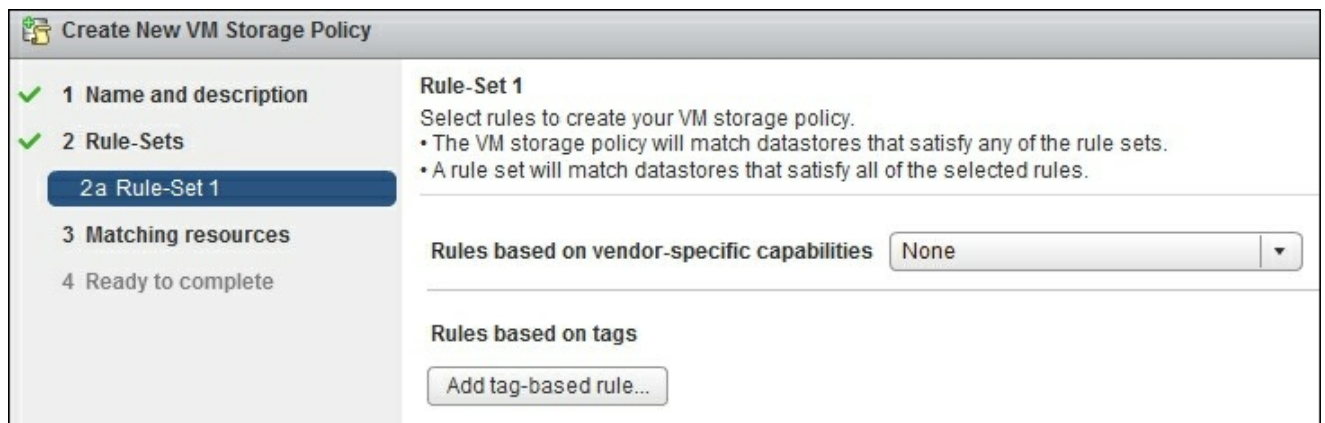 Create New VM Storage Policy
1 Name and description
2 Rule-Sets
2a Rule-Set 1
3 Matching resources
4 Ready to complete
Rule-Set 1
Select rules to create your VM storage policy.
• The VM storage policy will match datastores that satisfy any of the rule sets.
• A rule set will match datastores that satisfy all of the selected rules.
Rules based on vendor-specific capabilities None
Rules based on tags
Add tag-based rule...